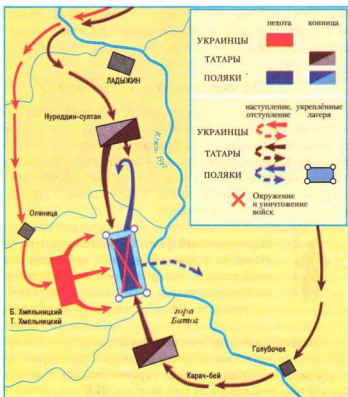 пехота конница
УКРАИНЦЫ
ТАТАРЫ
ПОЛЯКИ
наступление, отступление
укреплённые лагеря
УКРАИНЦЫ
ТАТАРЫ
ПОЛЯКИ
Окружение
и уничтожение
войск
ЛАДЫЖИН
Нуреддин-султан
Южн. Буг
Оляница
Б. Хмельницкий
Т. Хмельницкий
гора
Батог
Голубочек
Карач-бей